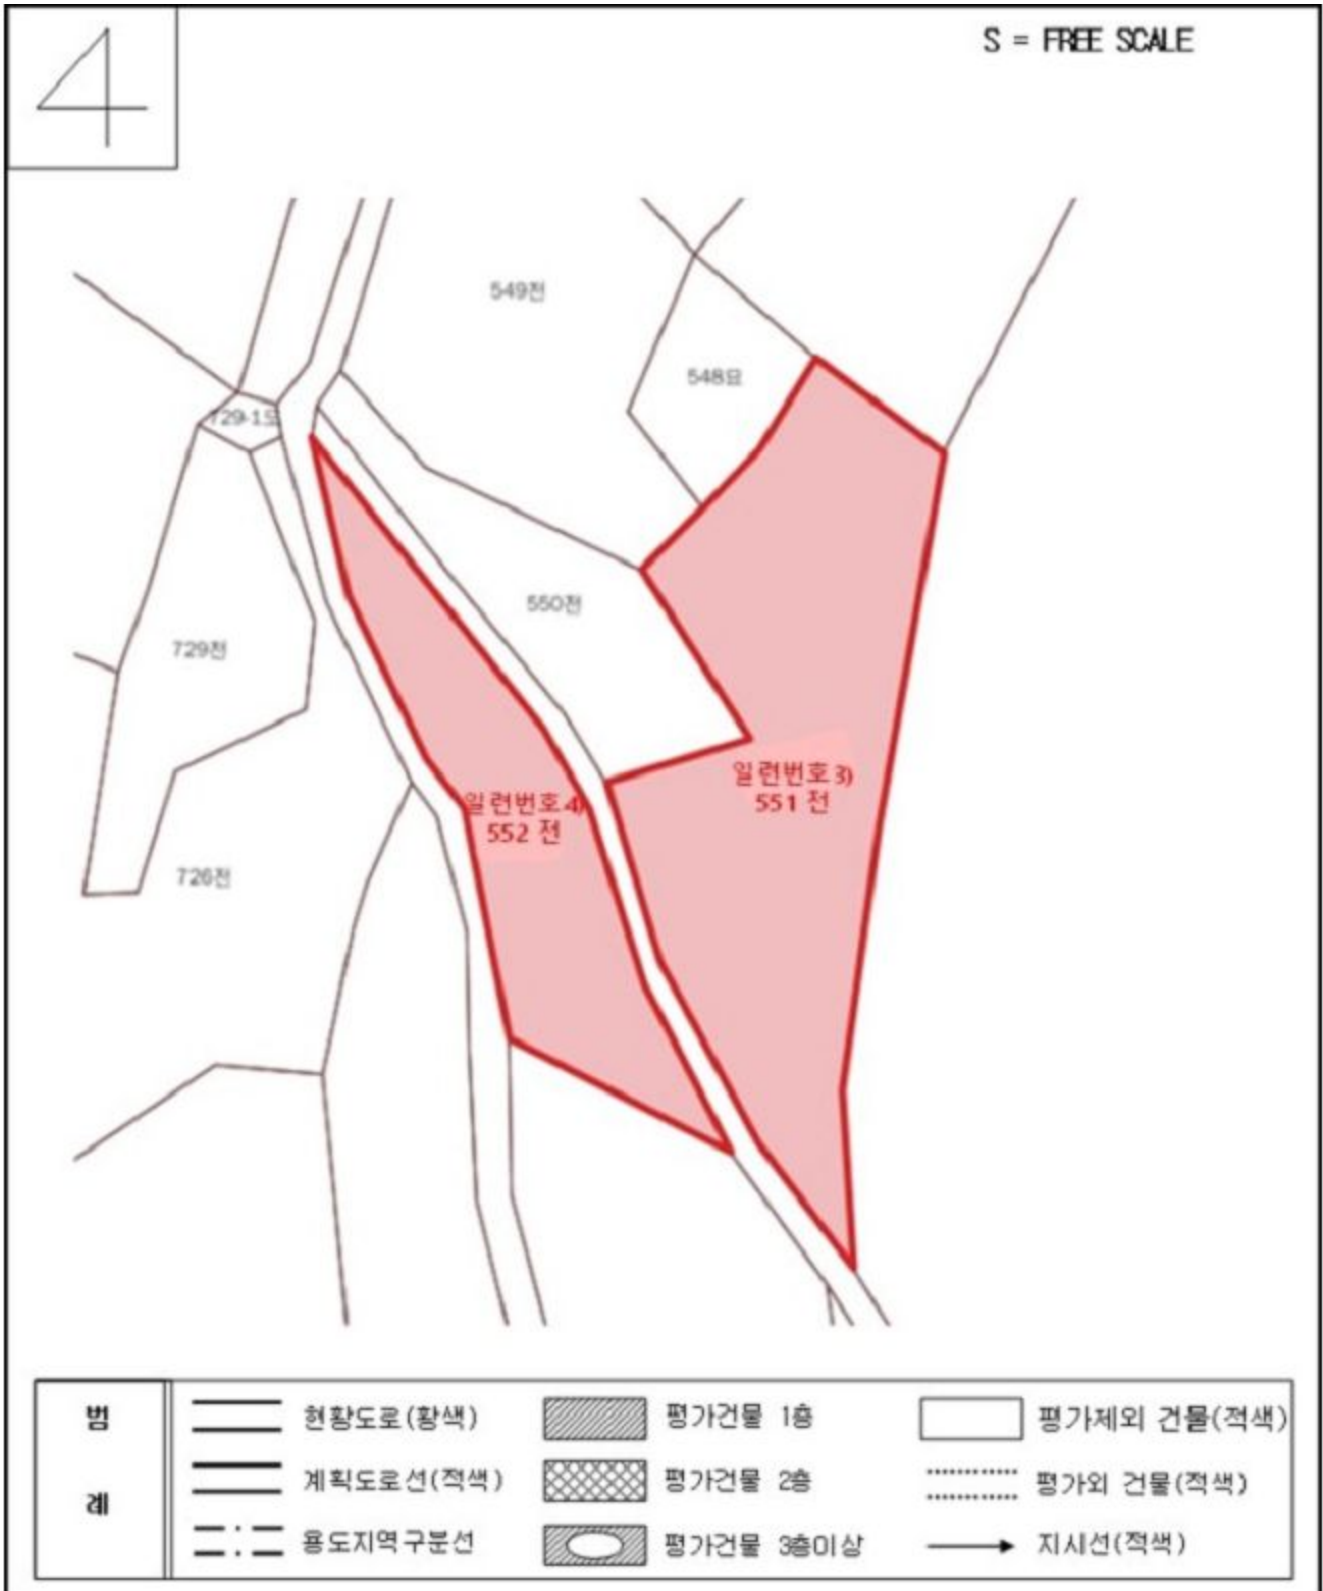 S = FREE SCALE
549전
548묘
729-1도
550전
729전
일련번호3)
551 전
일련번호4)
552 전
726전
범례
현황도로(황색)
평가건물 1층
평가제외 건물(적색)
계획도로선(적색)
평가건물 2층
평가외 건물(적색)
용도지역구분선
평가건물 3층이상
지시선(적색)